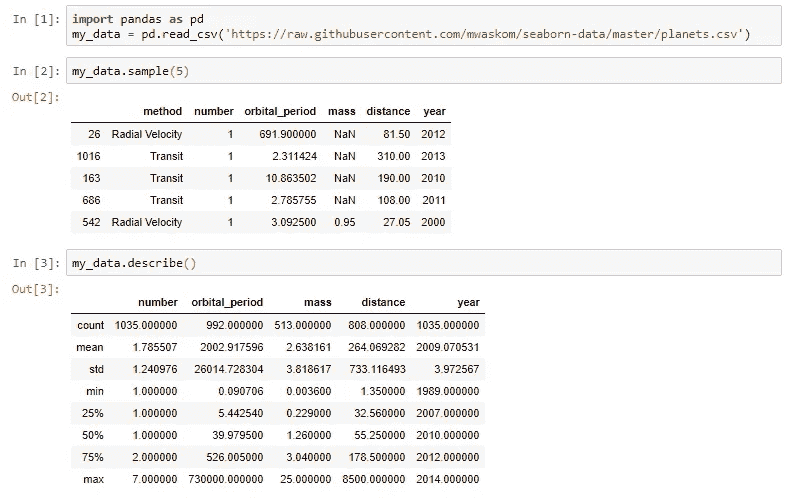 In [1]: import pandas as pd
my_data = pd.read_csv('https://raw.githubusercontent.com/mwaskom/seaborn-data/master/planets.csv')
In [2]: my_data.sample(5)
Out[2]:
method number orbital_period mass distance year
26 Radial Velocity 1 691.900000 NaN 81.50 2012
1016 Transit 1 2.311424 NaN 310.00 2013
163 Transit 1 10.863502 NaN 190.00 2010
686 Transit 1 2.785755 NaN 108.00 2011
542 Radial Velocity 1 3.092500 0.95 27.05 2000
In [3]: my_data.describe()
Out[3]:
number orbital_period mass distance year
count 1035.000000 992.000000 513.000000 808.000000 1035.000000
mean 1.785507 2002.917596 2.638161 264.069282 2009.070531
std 1.240976 26014.728304 3.818617 733.116493 3.972567
min 1.000000 0.090706 0.003600 1.350000 1989.000000
25% 1.000000 5.442540 0.229000 32.560000 2007.000000
50% 1.000000 39.979500 1.260000 55.250000 2010.000000
75% 2.000000 526.005000 3.040000 178.500000 2012.000000
max 7.000000 730000.000000 25.000000 8500.000000 2014.000000